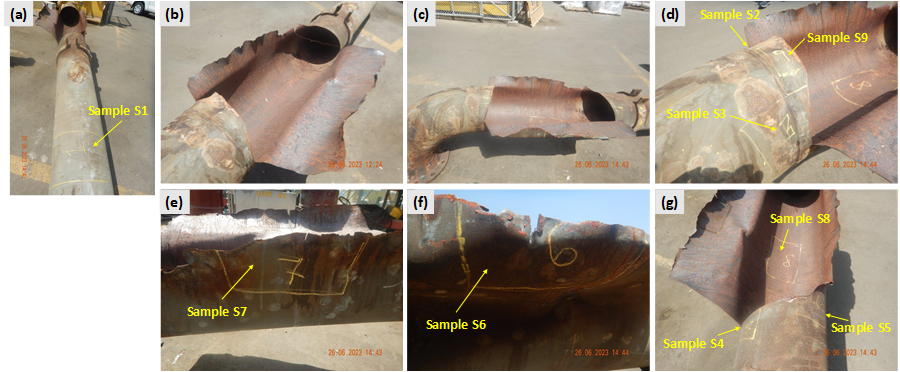 (a)
Sample S1
(b)
26.06.2023 12:24
(c)
26.06.2023 14:43
(d)
Sample S2
Sample S9
Sample S3
8
26.06.2023 14:44
(e)
7
Sample S7
26.06.2023 14:43
(f)
6
Sample S6
26.06.2023 14:44
(g)
Sample S8
8
Sample S4
Sample S5
26.06.2023 14:43